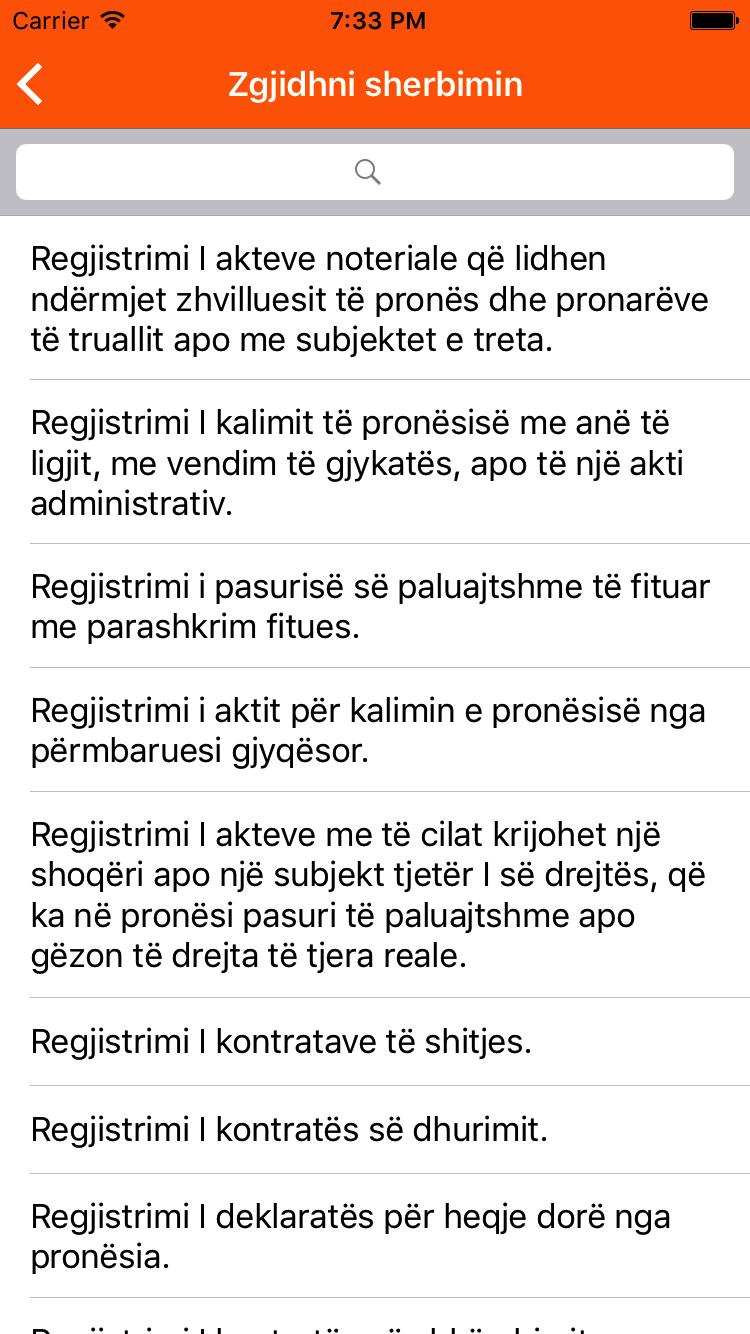 Carrier 7:33 PM
Zgjidhni sherbimin
Regjistrimi I akteve noteriale që lidhen
ndërmjet zhvilluesit të pronës dhe pronarëve
të truallit apo me subjektet e treta.
Regjistrimi I kalimit të pronësisë me anë të
ligjit, me vendim të gjykatës, apo të një akti
administrativ.
Regjistrimi i pasurisë së paluajtshme të fituar
me parashkrim fitues.
Regjistrimi i aktit për kalimin e pronësisë nga
përmbaruesi gjyqësor.
Regjistrimi I akteve me të cilat krijohet një
shoqëri apo një subjekt tjetër I së drejtës, që
ka në pronësi pasuri të paluajtshme apo
gëzon të drejta të tjera reale.
Regjistrimi I kontratave të shitjes.
Regjistrimi I kontratës së dhurimit.
Regjistrimi I deklaratës për heqje dorë nga
pronësia.